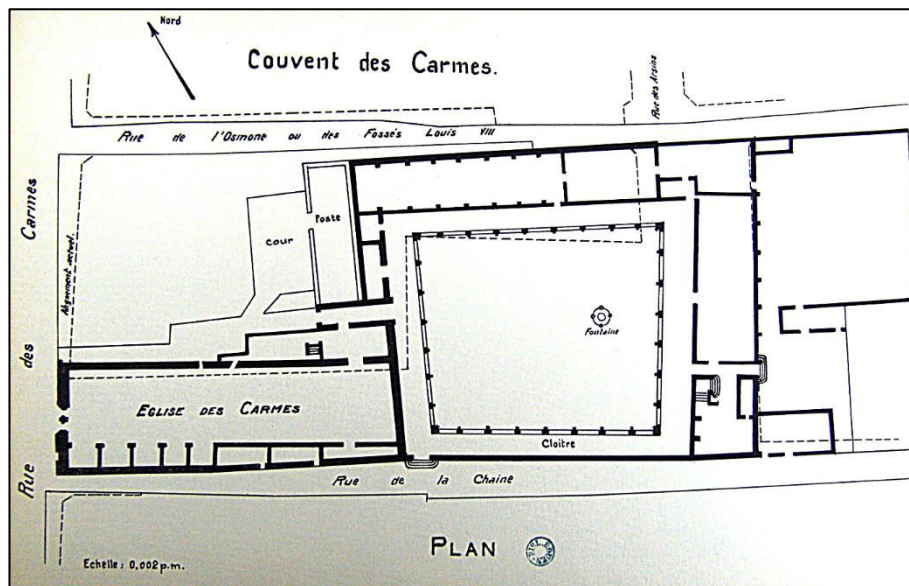 Nord
Couvent des Carmes.
Rue des Arsins
Rue de l'Osmone ou des Fossés Louis VIII
Rue des Carmes
Alignement actuel.
Cour
Poste
Fontaine
EGLISE DES CARMES
Cloître
Rue de la Chaine
PLAN
Echelle : 0,002 p.m.